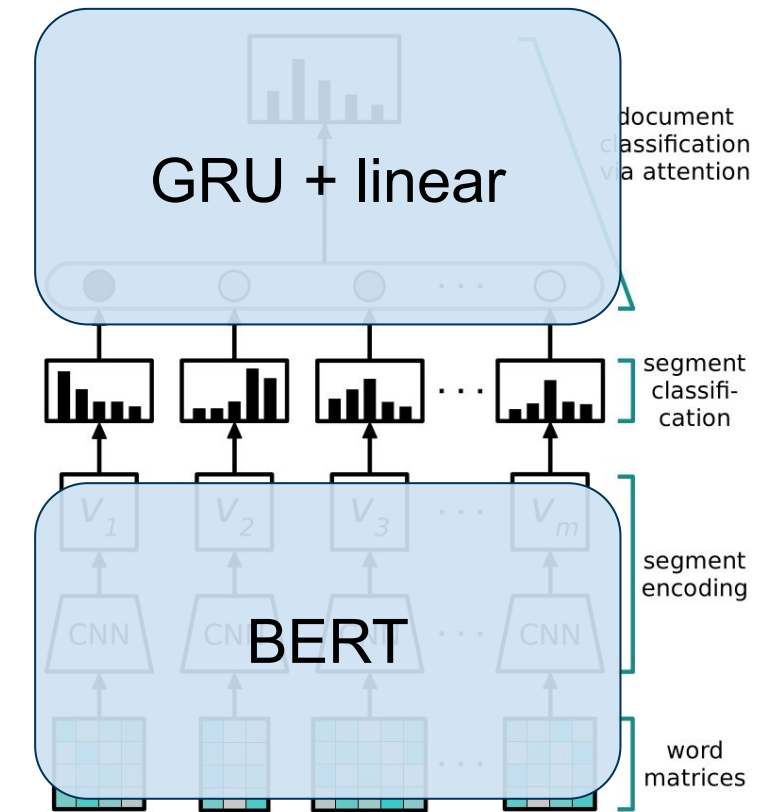 document
classification
via attention
GRU + linear
. . .
segment
classifi-
cation
. . .
V1 V2 V3 . . . Vm
segment
encoding
CNN CNN CNN . . . CNN
BERT
word
matrices
. . .